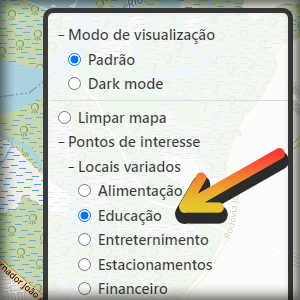 − Modo de visualização
Padrão
Dark mode
Limpar mapa
− Pontos de interesse
− Locais variados
Alimentação
Educação
Entreternimento
Estacionamentos
Financeiro
Rodovia J
rnador João